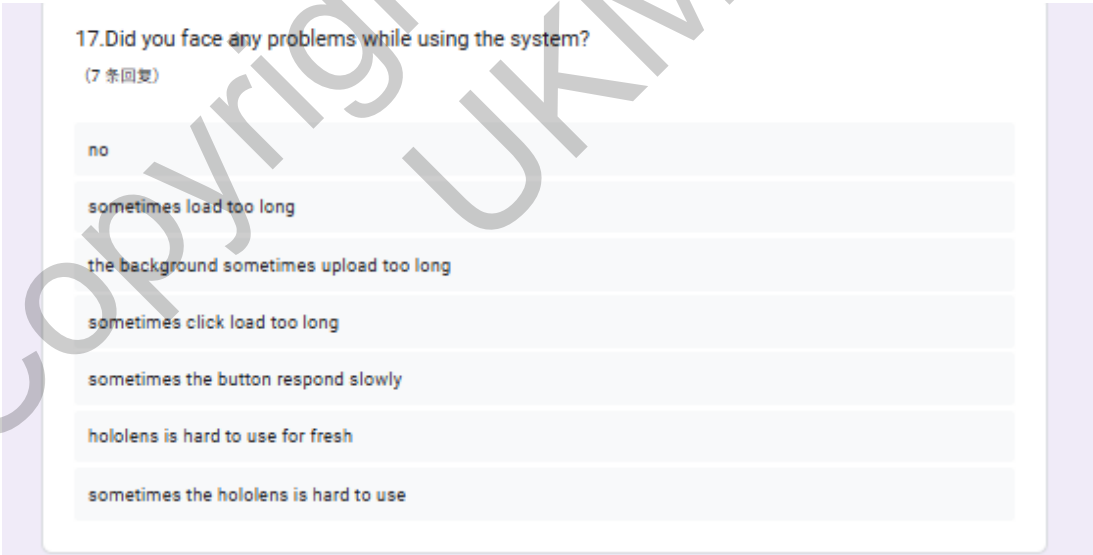 17.Did you face any problems while using the system?
(7 条回复)
no
sometimes load too long
the background sometimes upload too long
sometimes click load too long
sometimes the button respond slowly
hololens is hard to use for fresh
sometimes the hololens is hard to use
Copyright
UKM